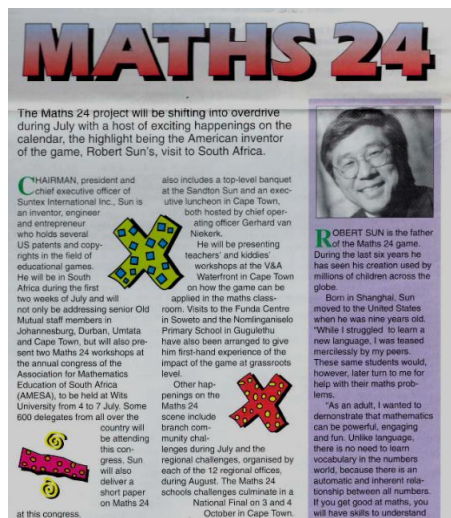 MATHS 24
The Maths 24 project will be shifting into overdrive
during July with a host of exciting happenings on the
calendar, the highlight being the American inventor
of the game, Robert Sun's, visit to South Africa.
CHAIRMAN, president and
chief executive officer of
Suntex International Inc., Sun is
an inventor, engineer
and entrepreneur
who holds several
US patents and copy-
rights in the field of
educational games.
He will be in South
Africa during the first
two weeks of July and will
not only be addressing senior Old
Mutual staff members in
Johannesburg, Durban, Umtata
and Cape Town, but will also pre-
sent two Maths 24 workshops at
the annual congress of the
Association for Mathematics
Education of South Africa
(AMESA), to be held at Wits
University from 4 to 7 July. Some
600 delegates from all over the
country will
be attending
this con-
gress. Sun
will also
deliver a
short paper
on Maths 24
at this congress.
also includes a top-level banquet
at the Sandton Sun and an exec-
utive luncheon in Cape Town,
both hosted by chief oper-
ating officer Gerhard van
Niekerk.
He will be presenting
teachers' and kiddies'
workshops at the V&A
Waterfront in Cape Town
on how the game can be
applied in the maths class-
room. Visits to the Funda Centre
in Soweto and the Nomlinganiselo
Primary School in Gugulethu
have also been arranged to give
him first-hand experience of the
impact of the game at grassroots
level.
Other hap-
penings on the
Maths 24
scene include
branch com-
munity chal-
lenges during July and the
regional challenges, organised by
each of the 12 regional offices,
during August. The Maths 24
schools challenges culminate in a
National Final on 3 and 4
October in Cape Town.
ROBERT SUN is the father
of the Maths 24 game.
During the last six years he
has seen his creation used by
millions of children across the
globe.
Born in Shanghai, Sun
moved to the United States
when he was nine years old.
"While I struggled to learn a
new language, I was teased
mercilessly by my peers.
These same students would,
however, later turn to me for
help with their maths prob-
lems.
"As an adult, I wanted to
demonstrate that mathematics
can be powerful, engaging
and fun. Unlike language,
there is no need to learn
vocabulary in the numbers
world, because there is an
automatic and inherent rela-
tionship between all numbers.
If you get good at maths, you
will have skills to understand